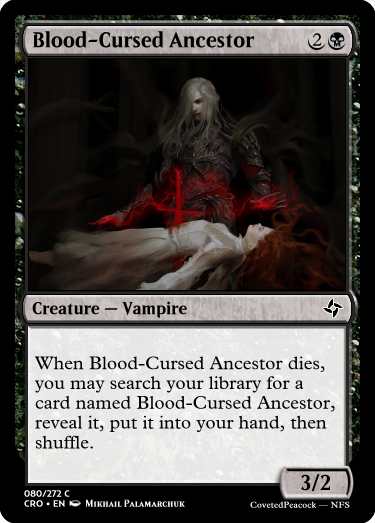 Blood-Cursed Ancestor 2
Creature — Vampire
When Blood-Cursed Ancestor dies,
you may search your library for a
card named Blood-Cursed Ancestor,
reveal it, put it into your hand, then
shuffle.
3/2
080/272 C
CRO • EN Mikhail Palamarchuk
CovetedPeacock — NFS